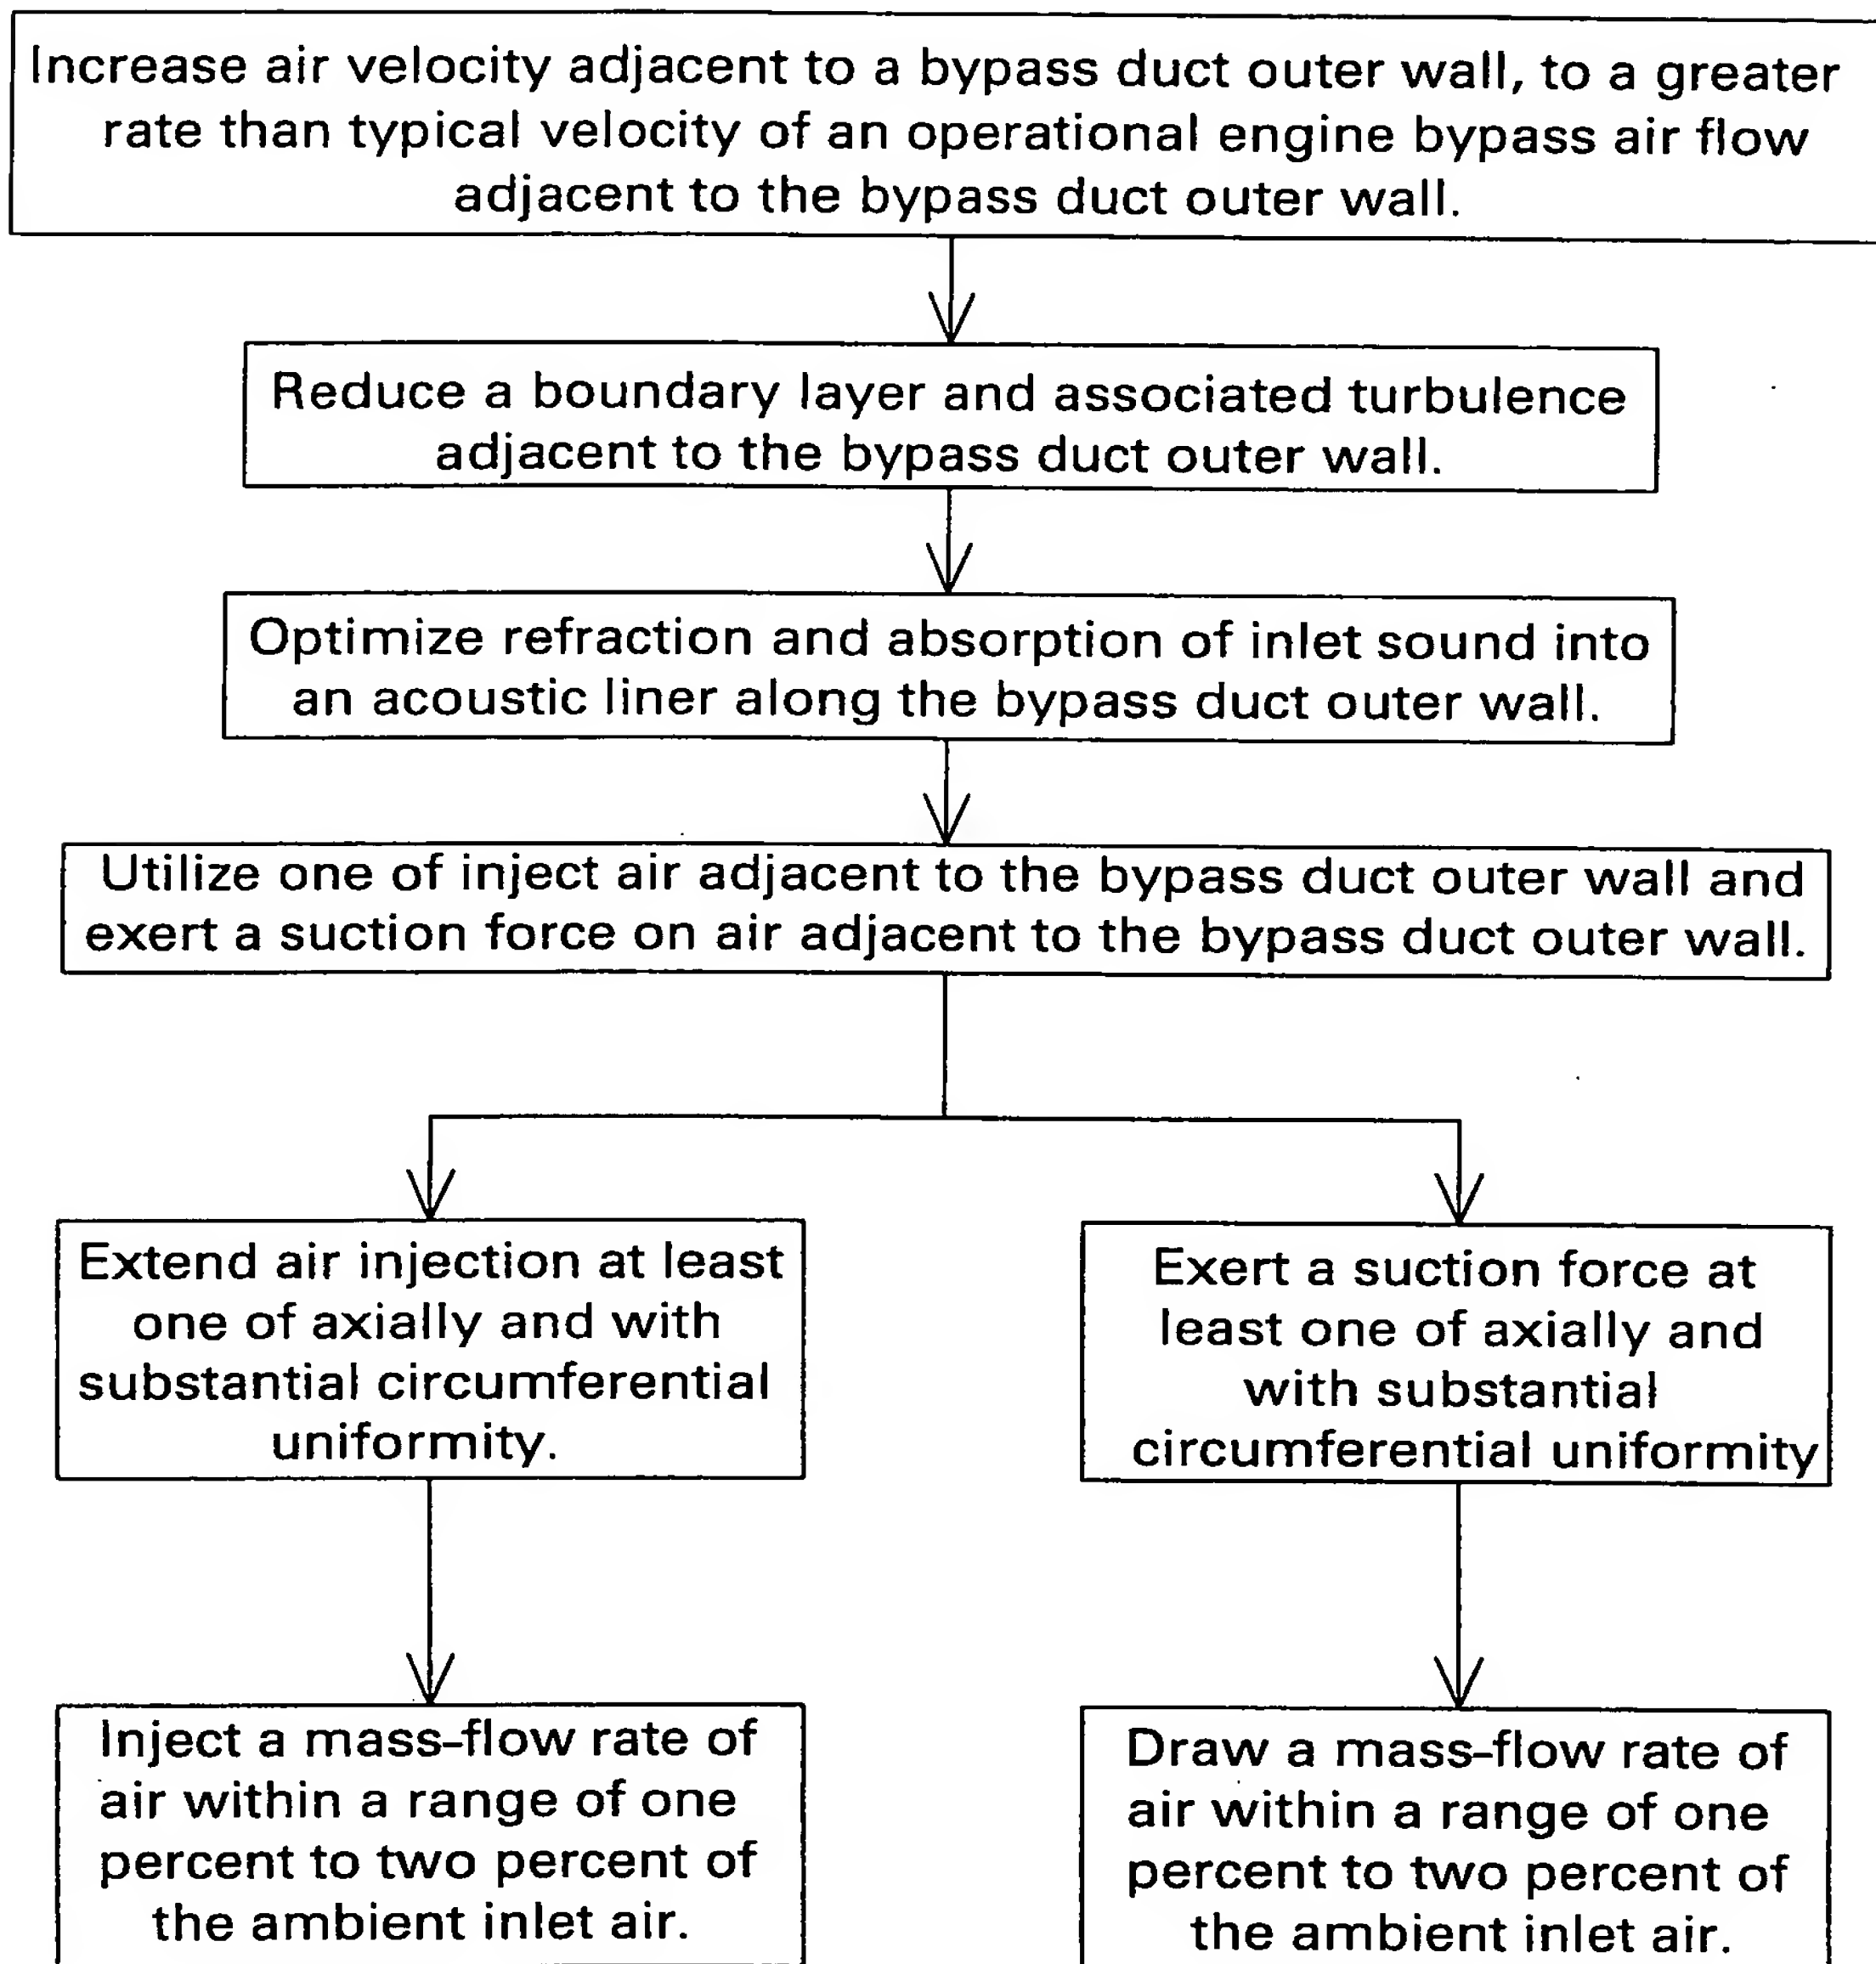 Increase air velocity adjacent to a bypass duct outer wall, to a greater
rate than typical velocity of an operational engine bypass air flow
adjacent to the bypass duct outer wall.
Reduce a boundary layer and associated turbulence
adjacent to the bypass duct outer wall.
Optimize refraction and absorption of inlet sound into
an acoustic liner along the bypass duct outer wall.
Utilize one of inject air adjacent to the bypass duct outer wall and
exert a suction force on air adjacent to the bypass duct outer wall.
Extend air injection at least
one of axially and with
substantial circumferential
uniformity.
Exert a suction force at
least one of axially and
with substantial
circumferential uniformity
Inject a mass-flow rate of
air within a range of one
percent to two percent of
the ambient inlet air.
Draw a mass-flow rate of
air within a range of one
percent to two percent of
the ambient inlet air.